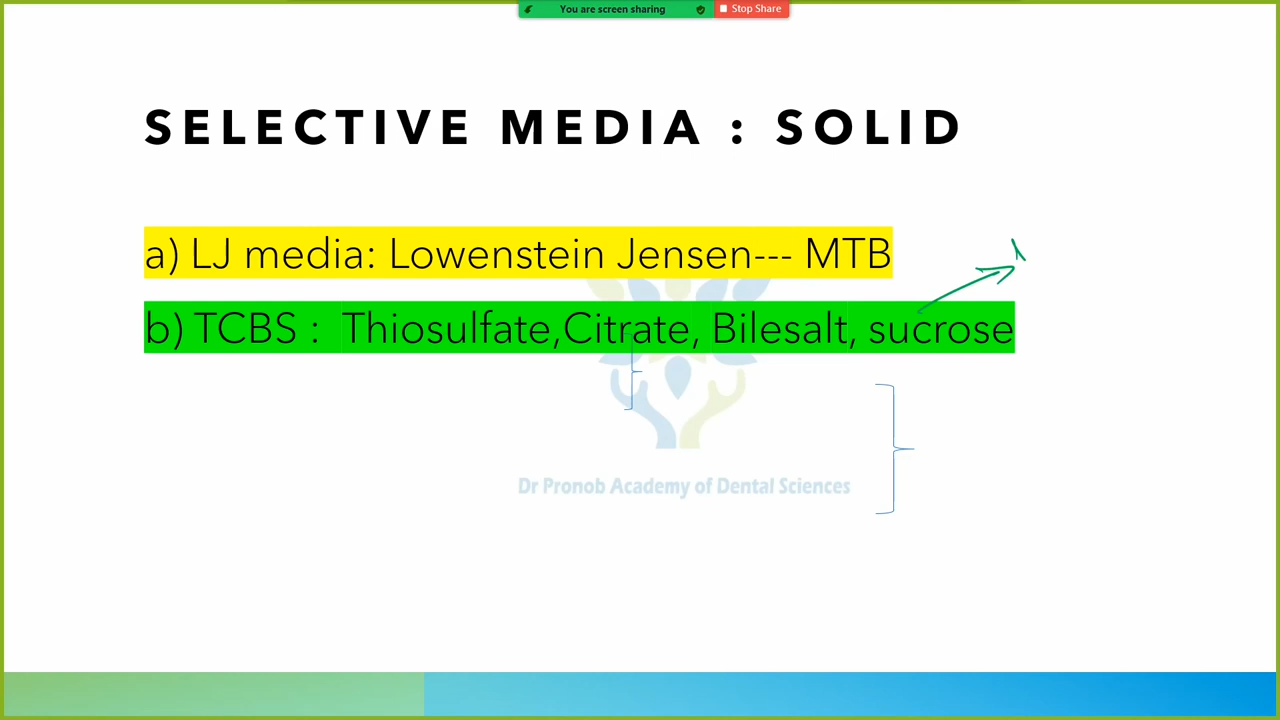 You are screen sharing
Stop Share
SELECTIVE MEDIA : SOLID
a) LJ media: Lowenstein Jensen--- MTB
b) TCBS : Thiosulfate,Citrate, Bilesalt, sucrose
Dr Pronob Academy of Dental Sciences